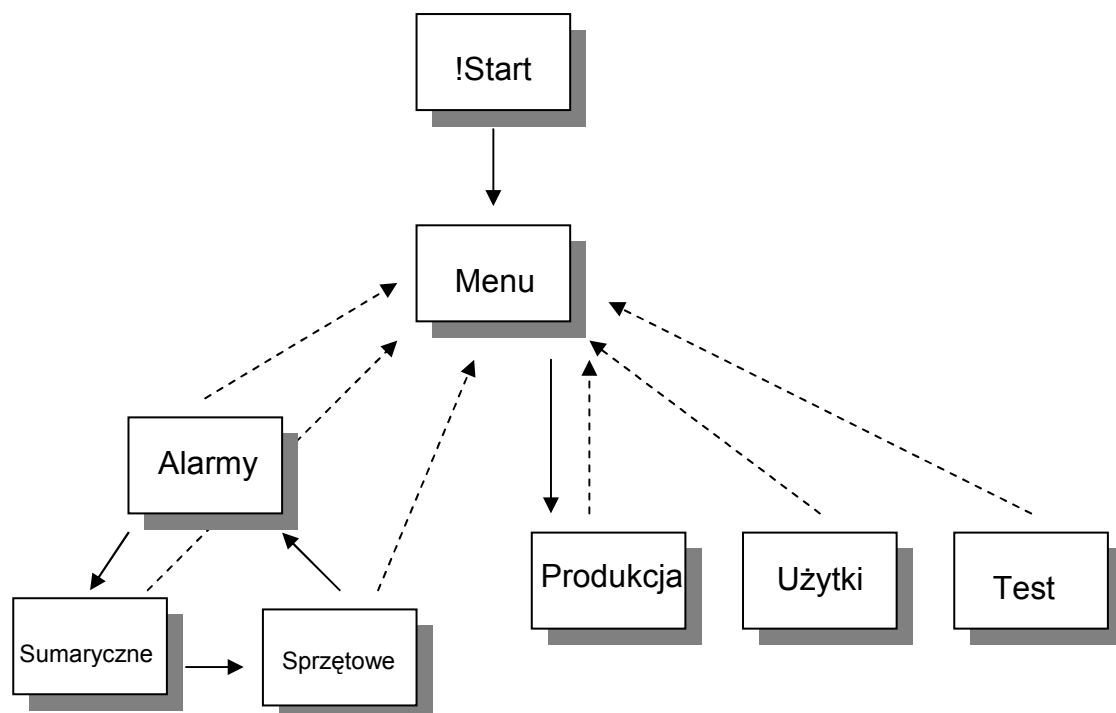 !Start
Menu
Alarmy
Produkcja
Użytki
Test
Sumaryczne
Sprzętowe